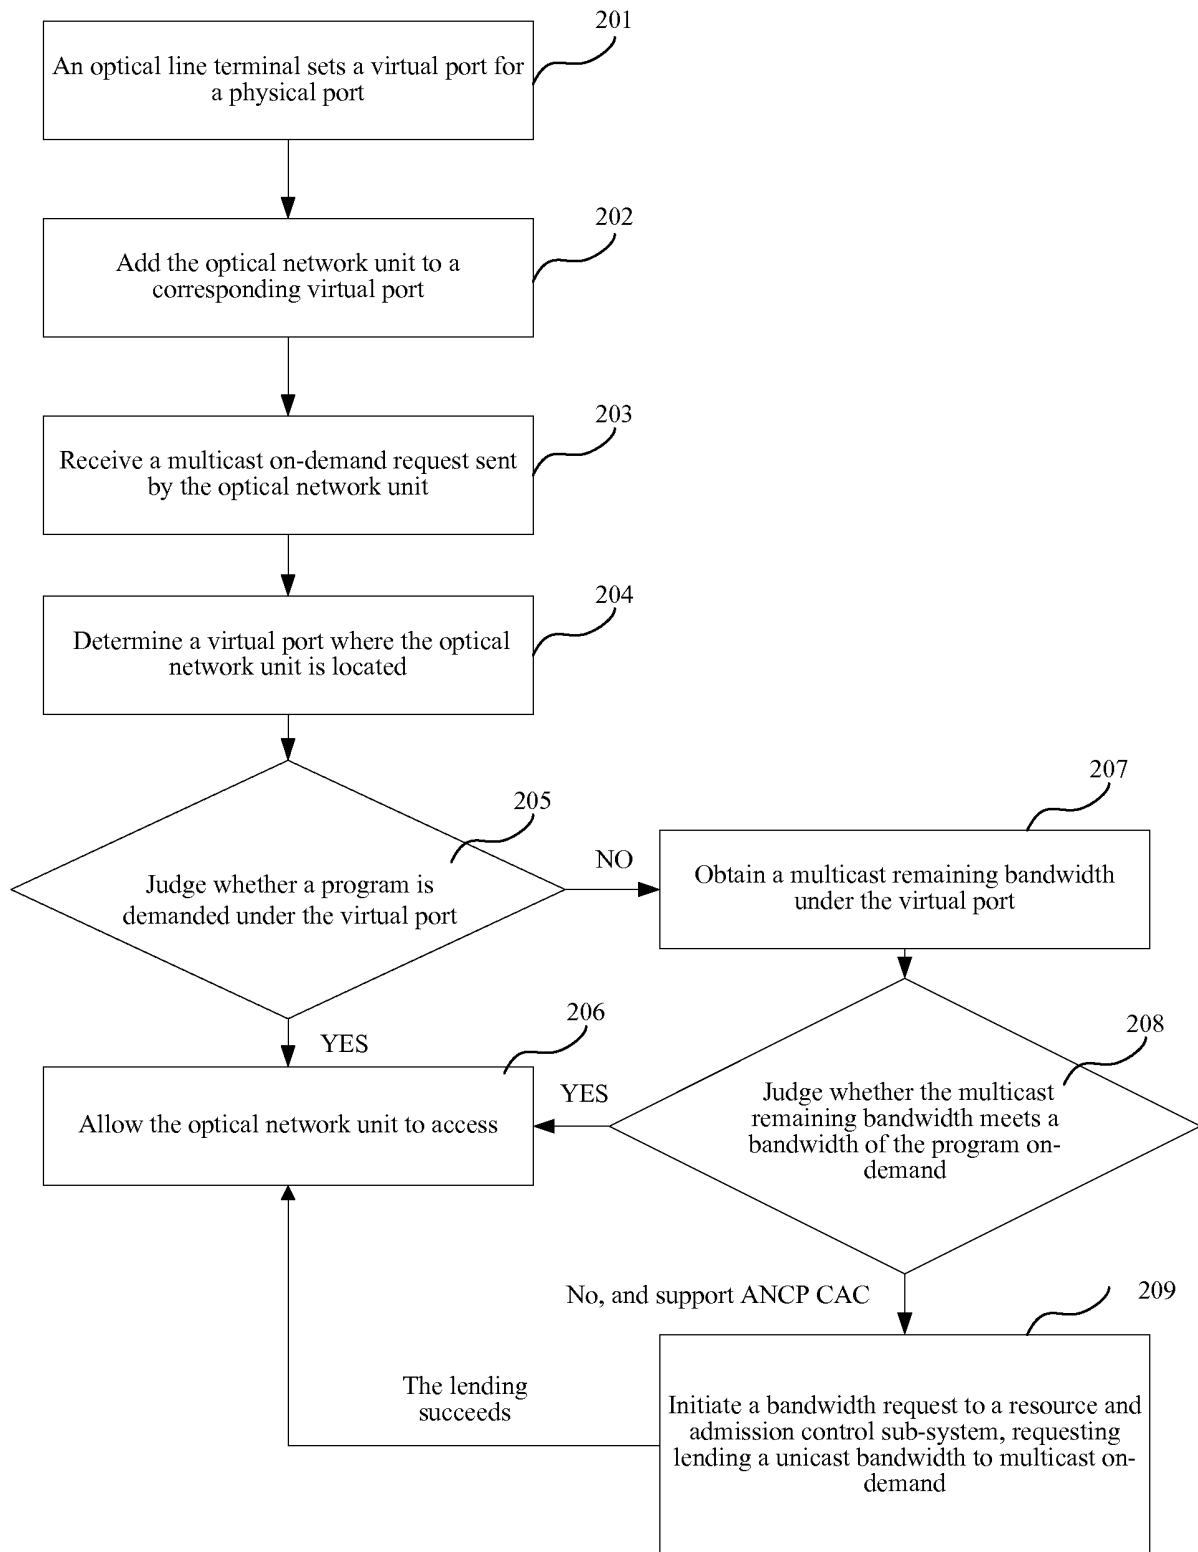 201
An optical line terminal sets a virtual port for
a physical port
202
Add the optical network unit to a
corresponding virtual port
203
Receive a multicast on-demand request sent
by the optical network unit
204
Determine a virtual port where the optical
network unit is located
205
Judge whether a program is
demanded under the virtual port
NO
207
Obtain a multicast remaining bandwidth
under the virtual port
YES
206
Allow the optical network unit to access
YES
208
Judge whether the multicast
remaining bandwidth meets a
bandwidth of the program on-
demand
No, and support ANCP CAC
209
Initiate a bandwidth request to a resource and
admission control sub-system, requesting
lending a unicast bandwidth to multicast on-
demand
The lending
succeeds